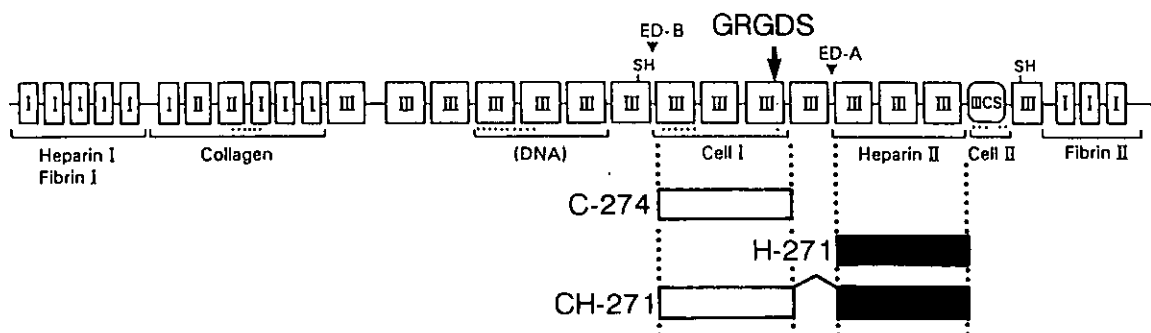 GRGDS
ED-B ED-A
SH SH
I I I I I I II II I I I III III III III III III III III III III III III III III IIICS III I I I
Heparin I Collagen (DNA) Cell I Heparin II Cell II Fibrin II
Fibrin I
C-274
H-271
CH-271